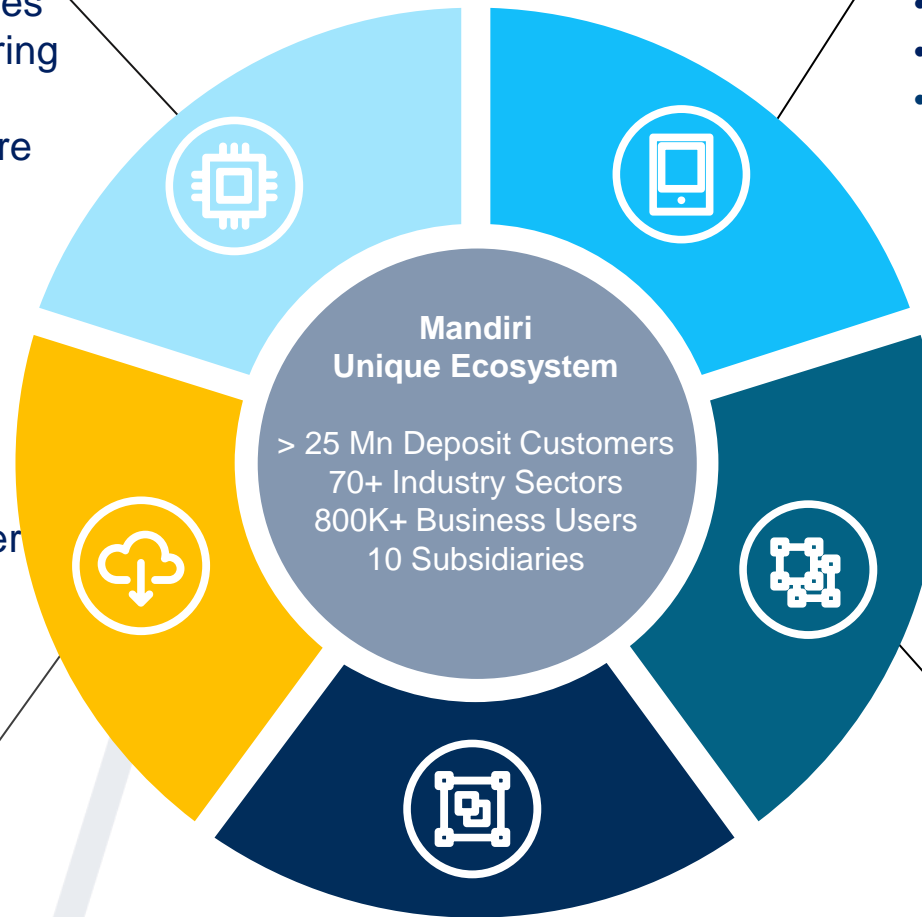 Mandiri
Unique Ecosystem
> 25 Mn Deposit Customers
70+ Industry Sectors
800K+ Business Users
10 Subsidiaries